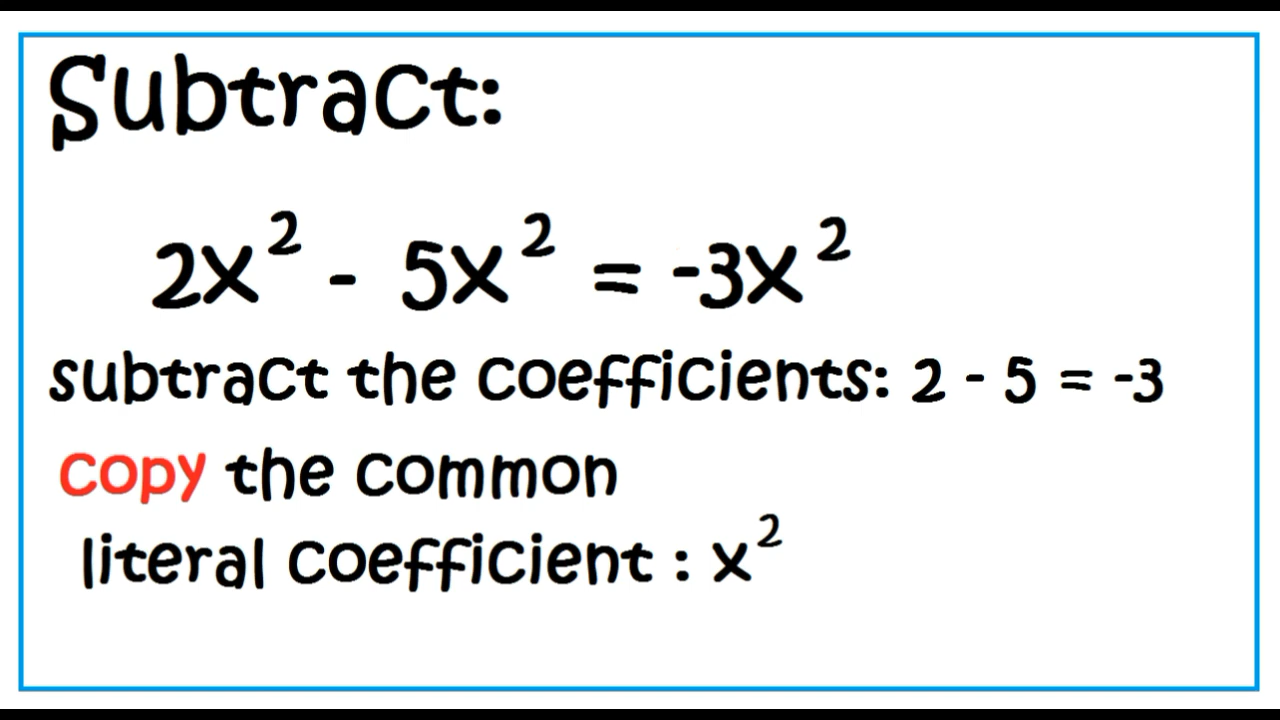 Subtract:
2x² - 5x² = -3x²
subtract the coefficients: 2 - 5 = -3
copy the common
literal coefficient : x²